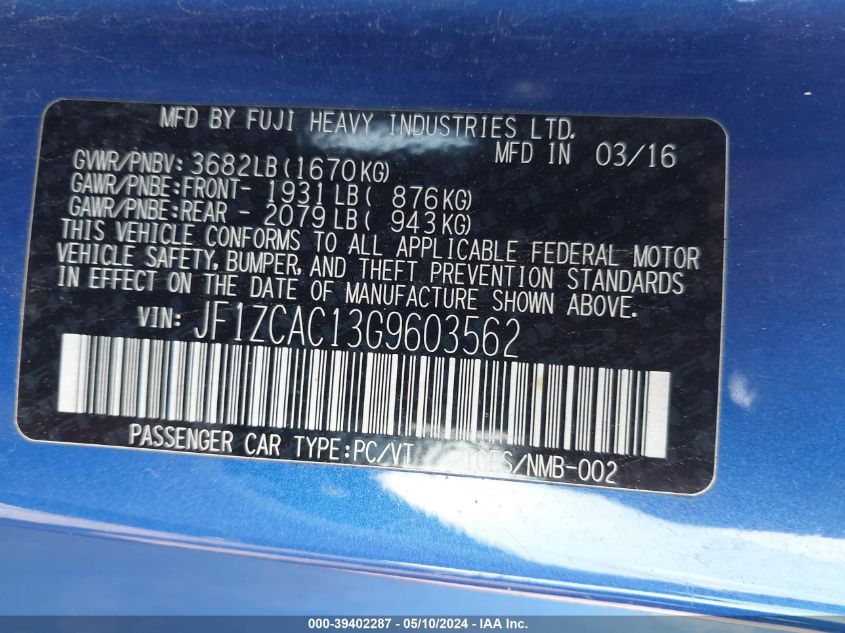 MFD BY FUJI HEAVY INDUSTRIES LTD.
MFD IN 03/16
GVWR/PNBV: 3682LB(1670KG)
GAWR/PNBE:FRONT- 1931LB( 876KG)
GAWR/PNBE:REAR - 2079LB( 943KG)
THIS VEHICLE CONFORMS TO ALL APPLICABLE FEDERAL MOTOR
VEHICLE SAFETY, BUMPER, AND THEFT PREVENTION STANDARDS
IN EFFECT ON THE DATE OF MANUFACTURE SHOWN ABOVE.
VIN: JF1ZCAC13G9603562
PASSENGER CAR TYPE:PC/VT ICES/NMB-002
000-39402287 - 05/10/2024 - IAA Inc.